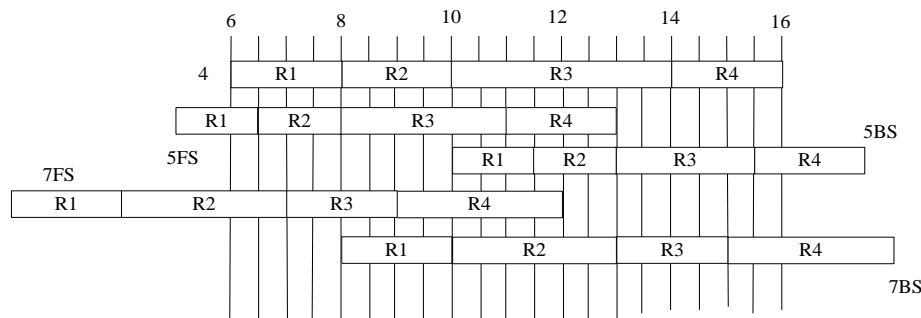 6 8 10 12 14 16
4 R1 R2 R3 R4
R1 R2 R3 R4
5BS
5FS R1 R2 R3 R4
7FS
R1 R2 R3 R4
R1 R2 R3 R4
7BS